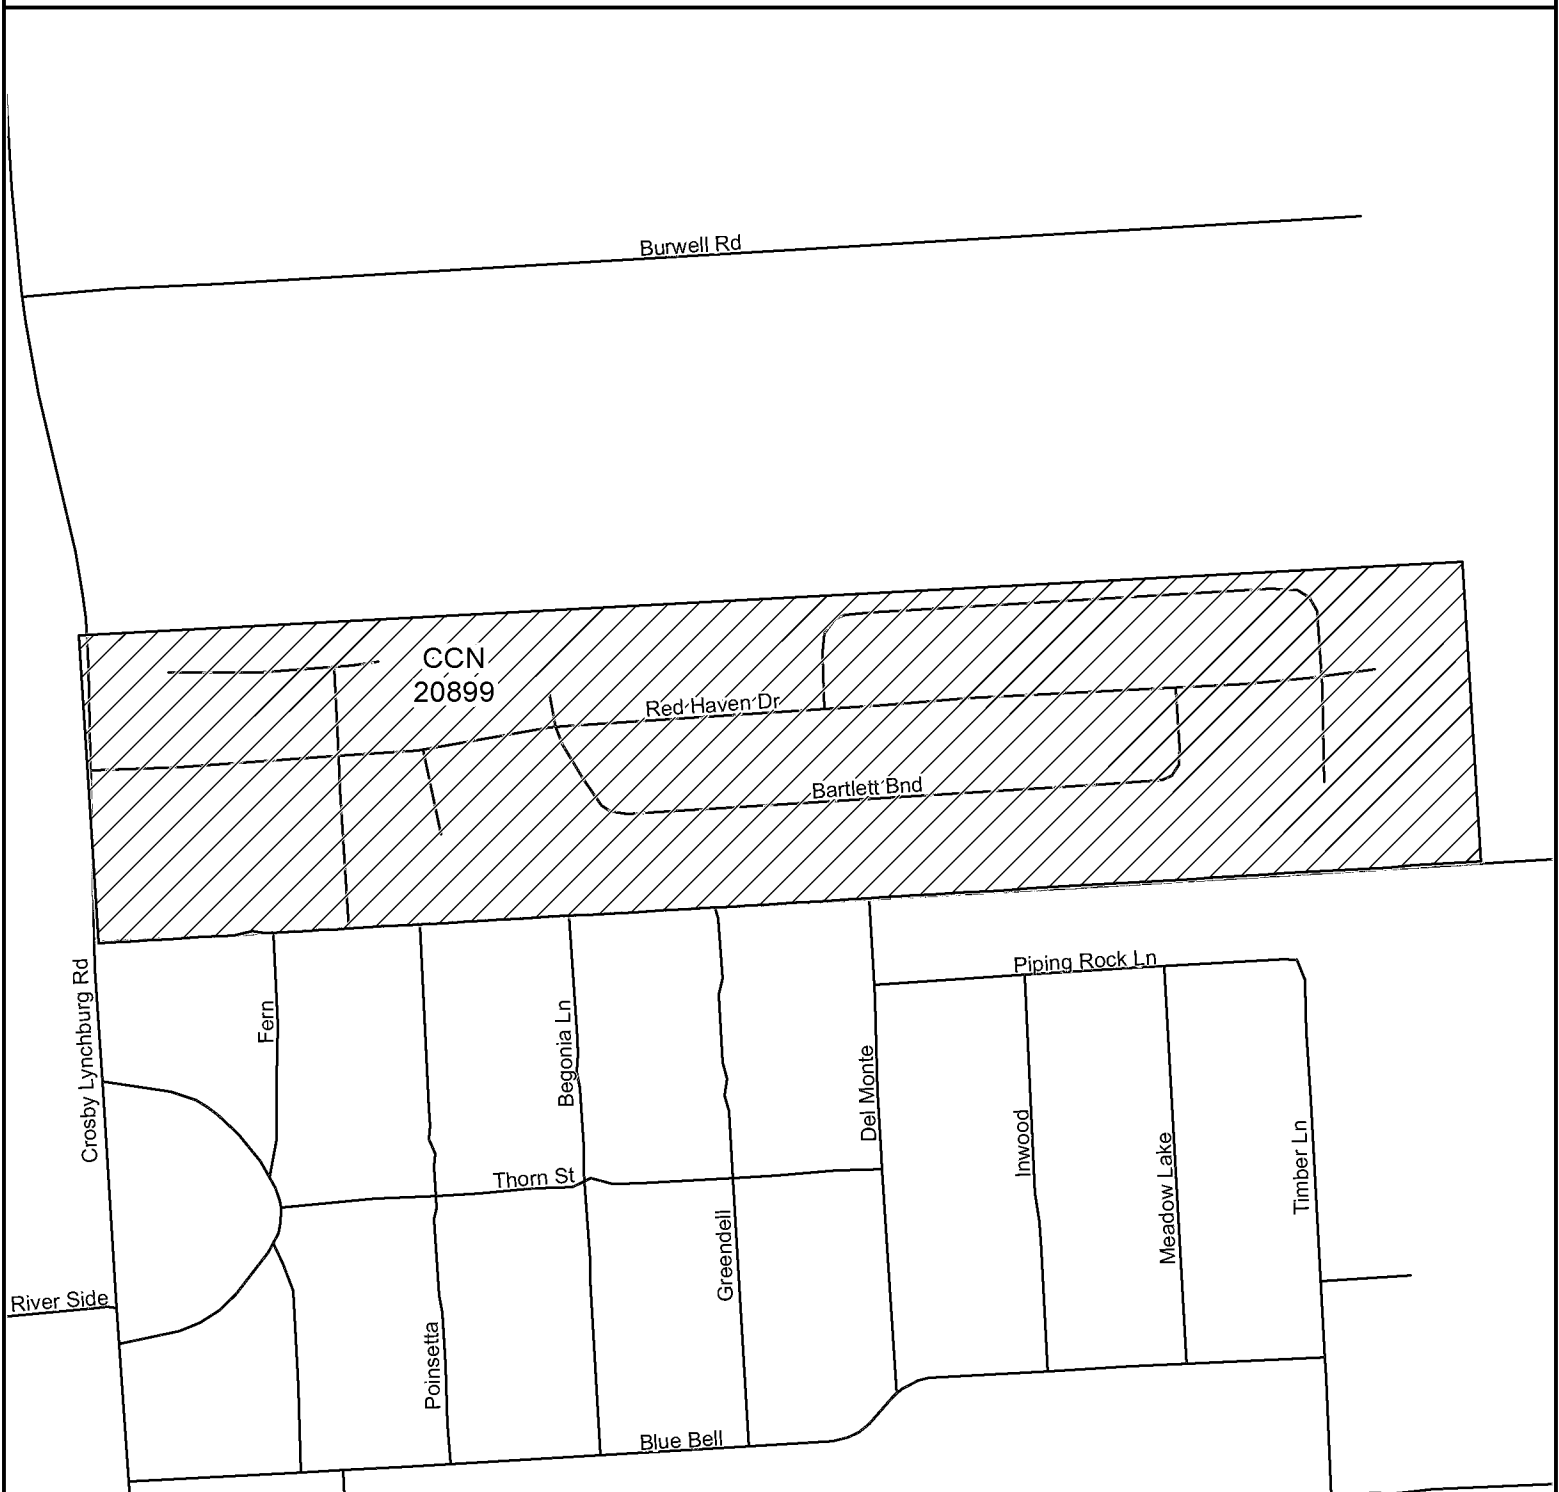 Burwell Rd
CCN
20899
Red Haven Dr
Bartlett Bnd
Piping Rock Ln
Crosby Lynchburg Rd
Fern
Begonia Ln
Del Monte
Inwood
Meadow Lake
Timber Ln
Thorn St
Greendell
River Side
Poinsetta
Blue Bell